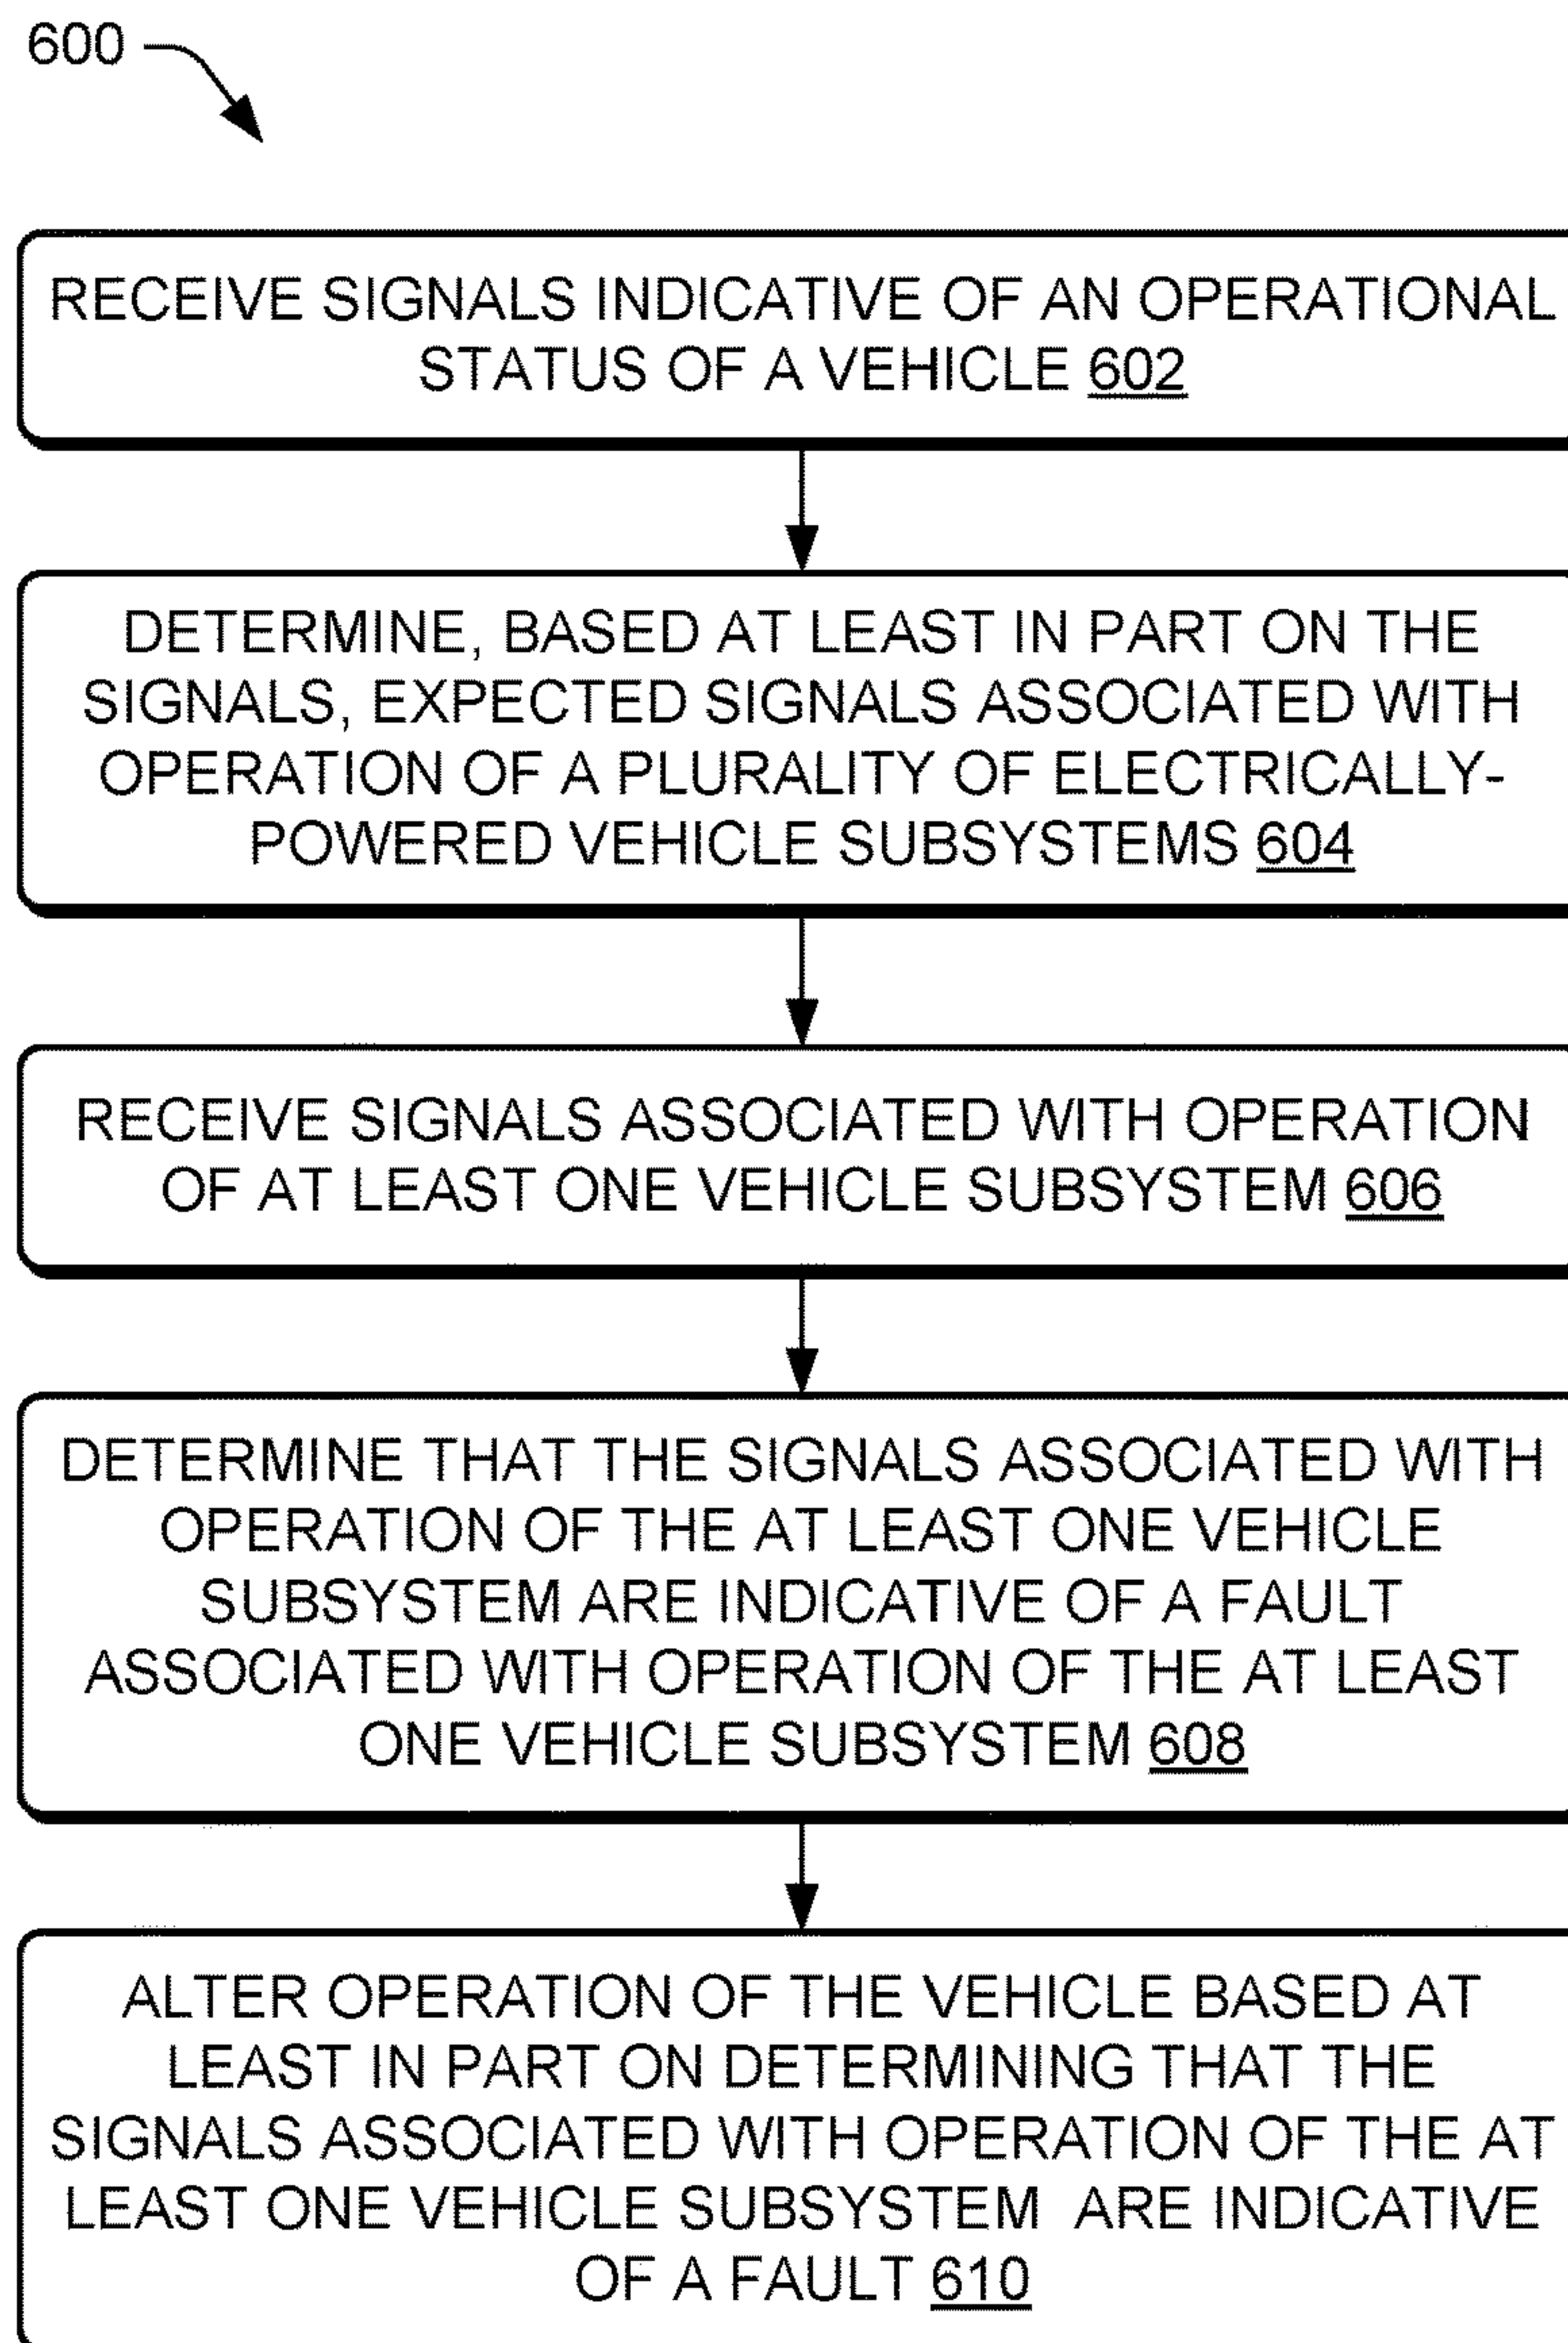 600
RECEIVE SIGNALS INDICATIVE OF AN OPERATIONAL
STATUS OF A VEHICLE 602
DETERMINE, BASED AT LEAST IN PART ON THE
SIGNALS, EXPECTED SIGNALS ASSOCIATED WITH
OPERATION OF A PLURALITY OF ELECTRICALLY-
POWERED VEHICLE SUBSYSTEMS 604
RECEIVE SIGNALS ASSOCIATED WITH OPERATION
OF AT LEAST ONE VEHICLE SUBSYSTEM 606
DETERMINE THAT THE SIGNALS ASSOCIATED WITH
OPERATION OF THE AT LEAST ONE VEHICLE
SUBSYSTEM ARE INDICATIVE OF A FAULT
ASSOCIATED WITH OPERATION OF THE AT LEAST
ONE VEHICLE SUBSYSTEM 608
ALTER OPERATION OF THE VEHICLE BASED AT
LEAST IN PART ON DETERMINING THAT THE
SIGNALS ASSOCIATED WITH OPERATION OF THE AT
LEAST ONE VEHICLE SUBSYSTEM ARE INDICATIVE
OF A FAULT 610